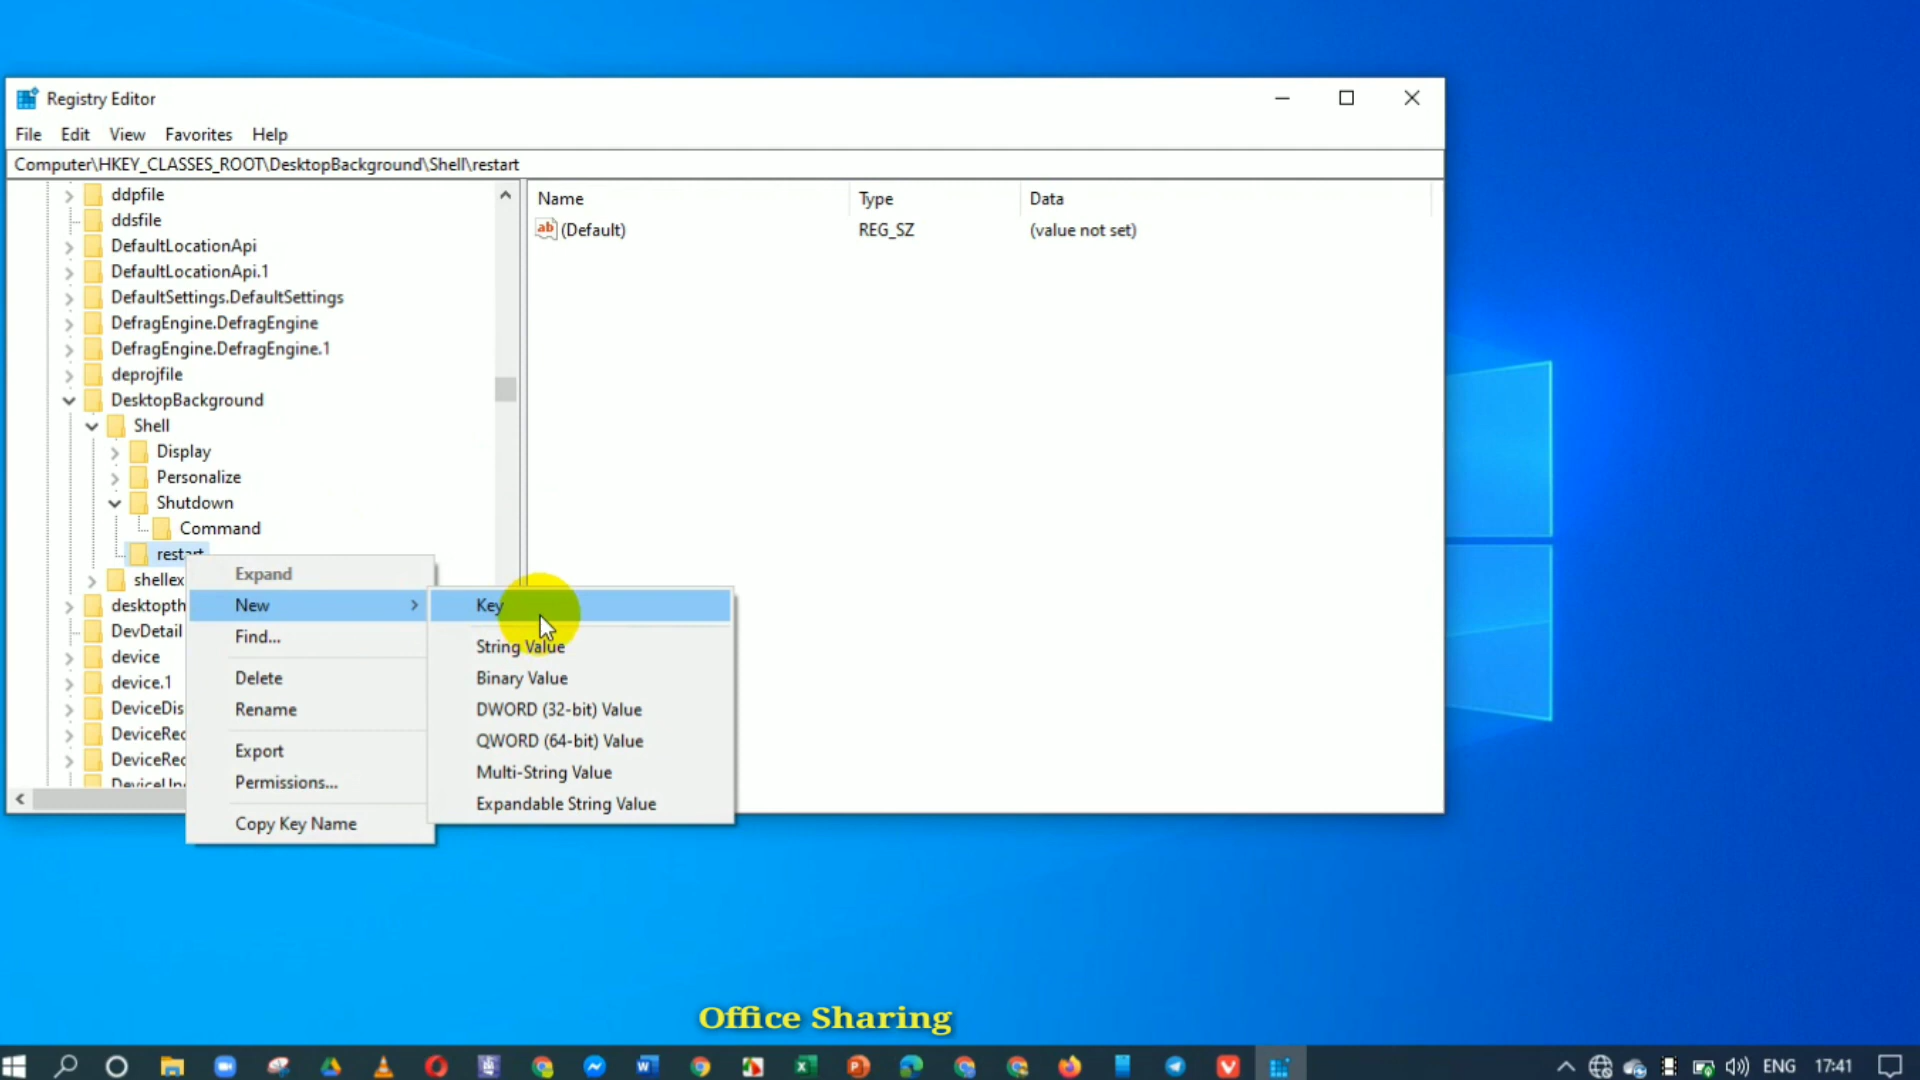 Registry Editor
File Edit View Favorites Help
Computer\HKEY_CLASSES_ROOT\DesktopBackground\Shell\restart
Name Type Data
(Default) REG_SZ (value not set)
ddpfile
ddsfile
DefaultLocationApi
DefaultLocationApi.1
DefaultSettings.DefaultSettings
DefragEngine.DefragEngine
DefragEngine.DefragEngine.1
deprojfile
DesktopBackground
Shell
Display
Personalize
Shutdown
Command
restart
shellex
desktopth
DevDetail
device
device.1
DeviceDis
DeviceRec
DeviceRec
Expand
New
Find...
Delete
Rename
Export
Permissions...
Copy Key Name
Key
String Value
Binary Value
DWORD (32-bit) Value
QWORD (64-bit) Value
Multi-String Value
Expandable String Value
Office Sharing
ENG 17:41